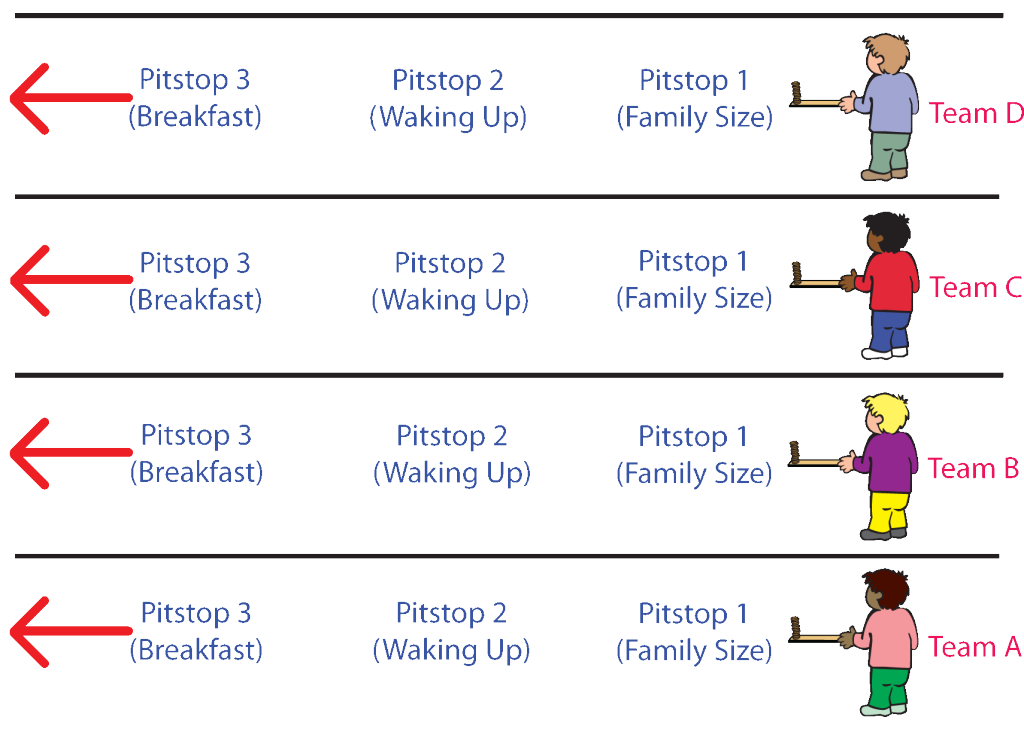 Pitstop 3
(Breakfast)
Pitstop 2
(Waking Up)
Pitstop 1
(Family Size)
Team D
Pitstop 3
(Breakfast)
Pitstop 2
(Waking Up)
Pitstop 1
(Family Size)
Team C
Pitstop 3
(Breakfast)
Pitstop 2
(Waking Up)
Pitstop 1
(Family Size)
Team B
Pitstop 3
(Breakfast)
Pitstop 2
(Waking Up)
Pitstop 1
(Family Size)
Team A